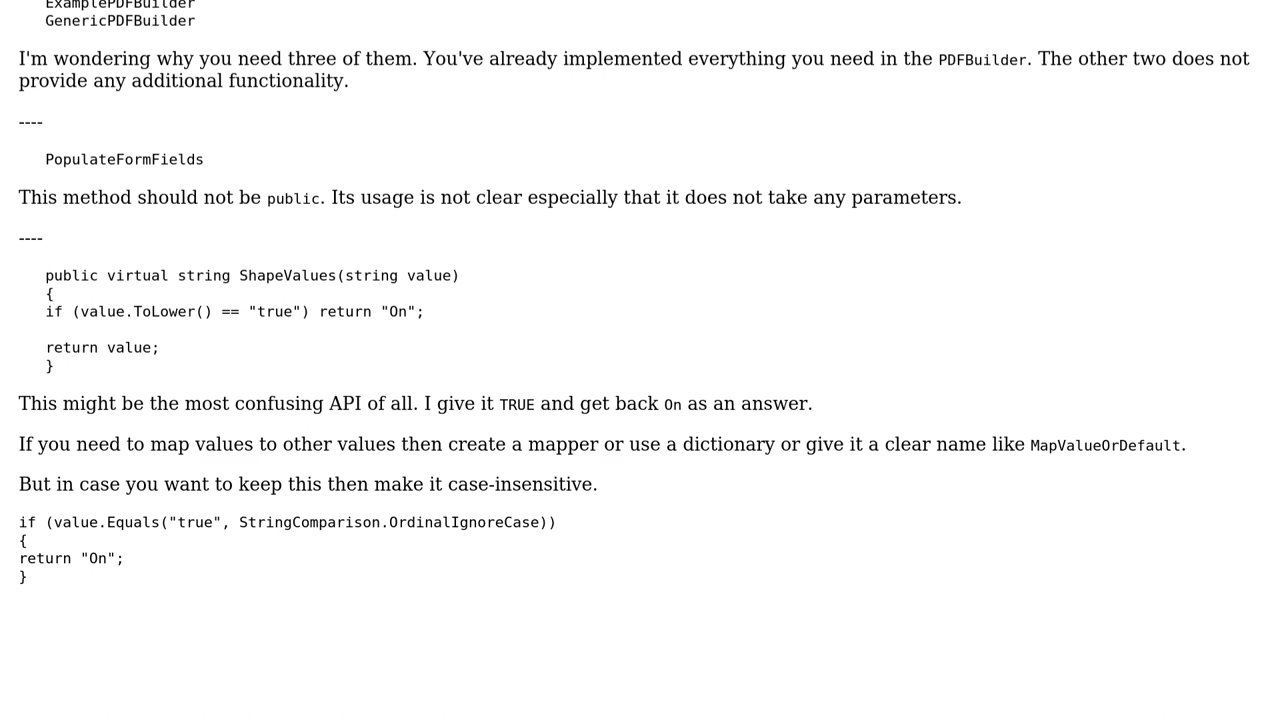 ExamplePDFBuilder
GenericPDFBuilder
I'm wondering why you need three of them. You've already implemented everything you need in the PDFBuilder. The other two does not
provide any additional functionality.
----
PopulateFormFields
This method should not be public. Its usage is not clear especially that it does not take any parameters.
----
public virtual string ShapeValues(string value)
{
if (value.ToLower() == "true") return "On";
return value;
}
This might be the most confusing API of all. I give it TRUE and get back On as an answer.
If you need to map values to other values then create a mapper or use a dictionary or give it a clear name like MapValueOrDefault.
But in case you want to keep this then make it case-insensitive.
if (value.Equals("true", StringComparison.OrdinalIgnoreCase))
{
return "On";
}